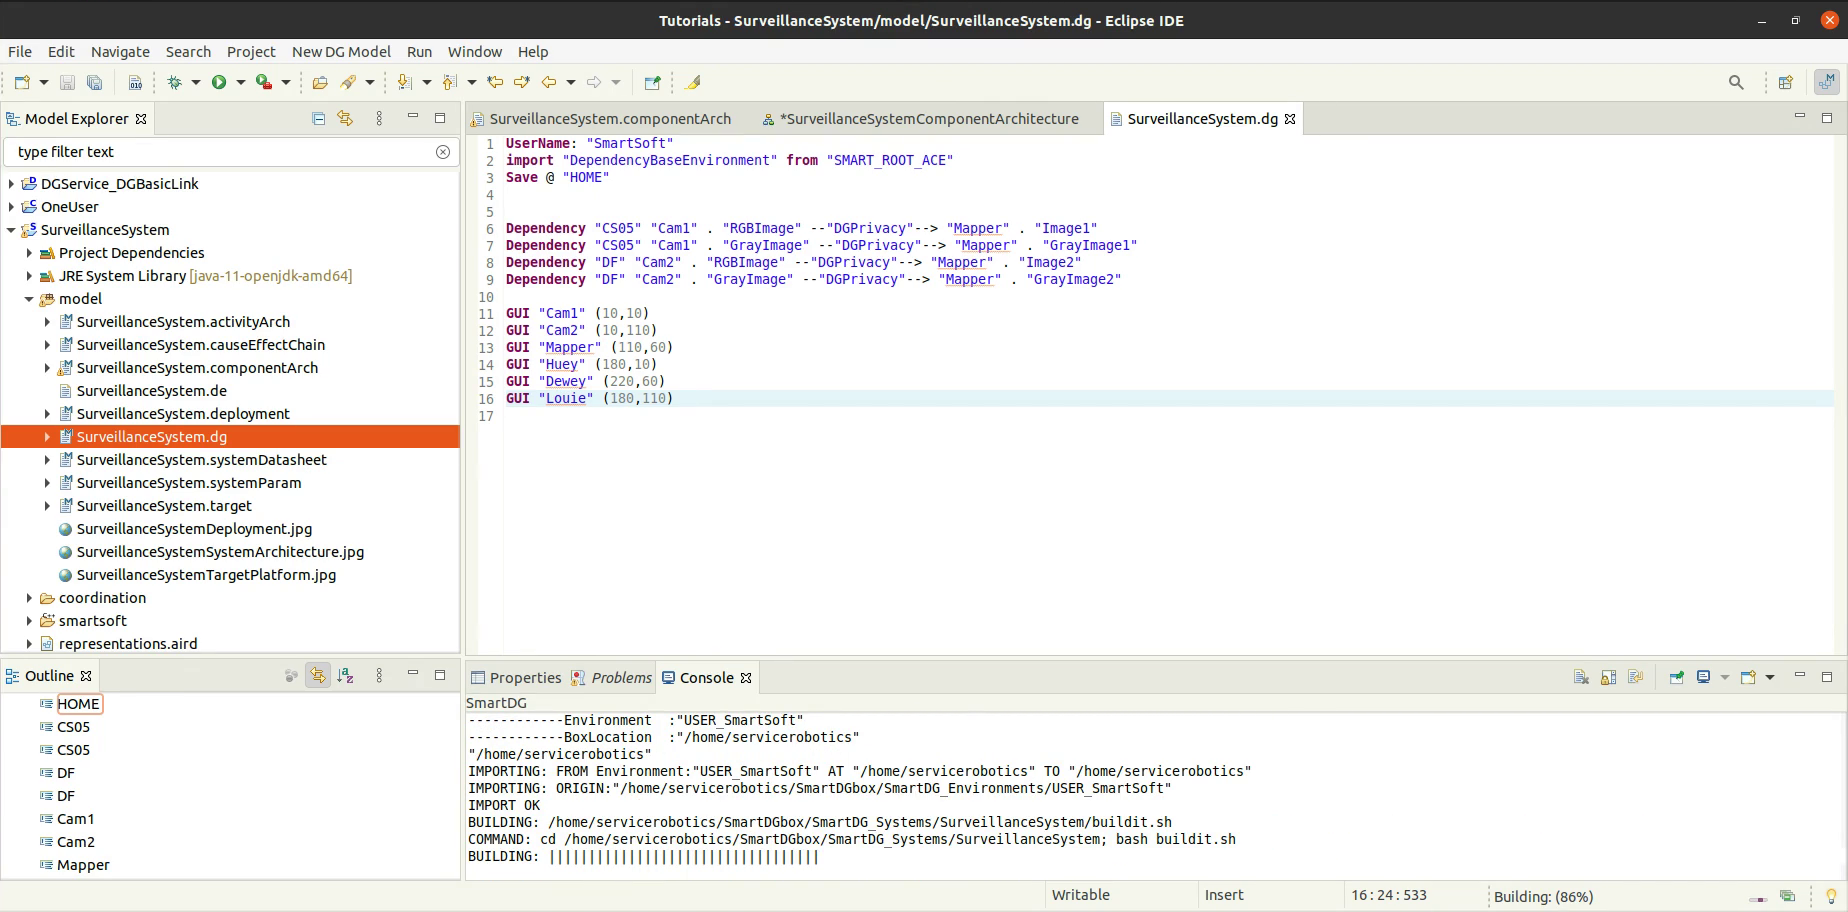 Tutorials - SurveillanceSystem/model/SurveillanceSystem.dg - Eclipse IDE
File Edit Navigate Search Project New DG Model Run Window Help
Model Explorer
type filter text
DGService_DGBasicLink
OneUser
SurveillanceSystem
Project Dependencies
JRE System Library [java-11-openjdk-amd64]
model
SurveillanceSystem.activityArch
SurveillanceSystem.causeEffectChain
SurveillanceSystem.componentArch
SurveillanceSystem.de
SurveillanceSystem.deployment
SurveillanceSystem.dg
SurveillanceSystem.systemDatasheet
SurveillanceSystem.systemParam
SurveillanceSystem.target
SurveillanceSystemDeployment.jpg
SurveillanceSystemSystemArchitecture.jpg
SurveillanceSystemTargetPlatform.jpg
coordination
smartsoft
representations.aird
Outline
HOME
CS05
CS05
DF
DF
Cam1
Cam2
Mapper
SurveillanceSystem.componentArch *SurveillanceSystemComponentArchitecture SurveillanceSystem.dg
1 UserName: "SmartSoft"
2 import "DependencyBaseEnvironment" from "SMART_ROOT_ACE"
3 Save @ "HOME"
4
5
6 Dependency "CS05" "Cam1" . "RGBImage" --"DGPrivacy"--> "Mapper" . "Image1"
7 Dependency "CS05" "Cam1" . "GrayImage" --"DGPrivacy"--> "Mapper" . "GrayImage1"
8 Dependency "DF" "Cam2" . "RGBImage" --"DGPrivacy"--> "Mapper" . "Image2"
9 Dependency "DF" "Cam2" . "GrayImage" --"DGPrivacy"--> "Mapper" . "GrayImage2"
10
11 GUI "Cam1" (10,10)
12 GUI "Cam2" (10,110)
13 GUI "Mapper" (110,60)
14 GUI "Huey" (180,10)
15 GUI "Dewey" (220,60)
16 GUI "Louie" (180,110)
17
Properties Problems Console
SmartDG
------------Environment  :"USER_SmartSoft"
------------BoxLocation  :"/home/servicerobotics"
"/home/servicerobotics"
IMPORTING: FROM Environment:"USER_SmartSoft" AT "/home/servicerobotics" TO "/home/servicerobotics"
IMPORTING: ORIGIN:"/home/servicerobotics/SmartDGbox/SmartDG_Environments/USER_SmartSoft"
IMPORT OK
BUILDING: /home/servicerobotics/SmartDGbox/SmartDG_Systems/SurveillanceSystem/buildit.sh
COMMAND: cd /home/servicerobotics/SmartDGbox/SmartDG_Systems/SurveillanceSystem; bash buildit.sh
BUILDING: ||||||||||||||||||||||||||||||||||
Writable Insert 16:24:533 Building: (86%)